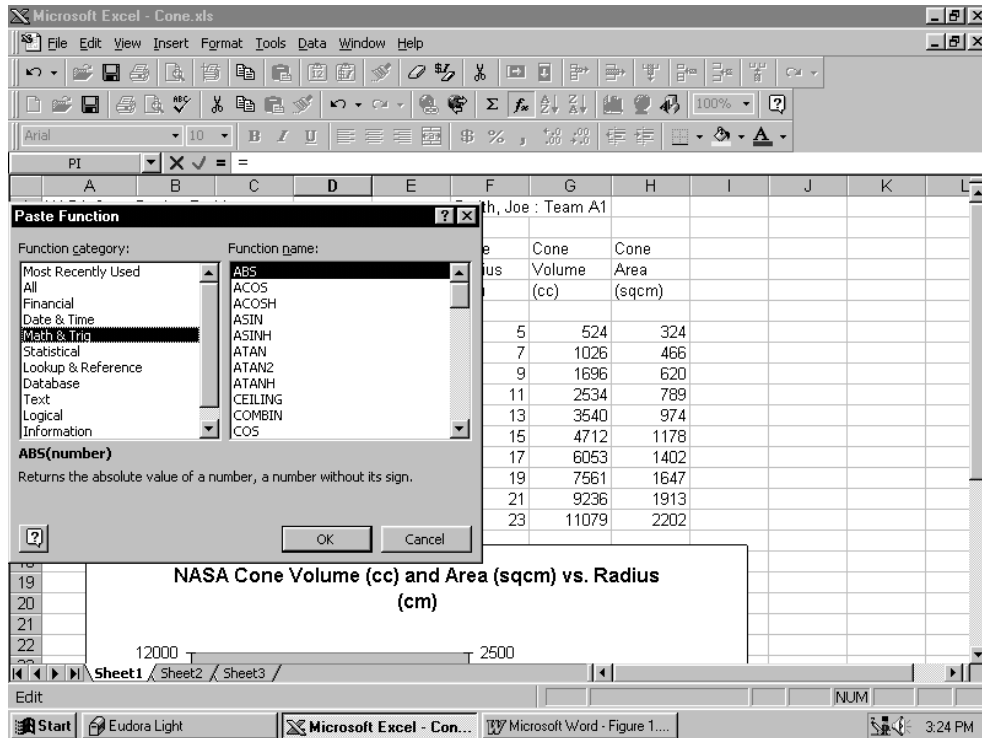 Microsoft Excel - Cone.xls
File Edit View Insert Format Tools Data Window Help
100%
Arial 10 B I U $ % ,
PI = =
A B C D E F G H I J K L
Paste Function
Function category: Function name:
Most Recently Used
All
Financial
Date & Time
Math & Trig
Statistical
Lookup & Reference
Database
Text
Logical
Information
ABS
ACOS
ACOSH
ASIN
ASINH
ATAN
ATAN2
ATANH
CEILING
COMBIN
COS
ABS(number)
Returns the absolute value of a number, a number without its sign.
OK Cancel
Joe : Team A1
Cone Cone
Volume Area
(cc) (sqcm)
5 524 324
7 1026 466
9 1696 620
11 2534 789
13 3540 974
15 4712 1178
17 6053 1402
19 7561 1647
21 9236 1913
23 11079 2202
19
20
21
22
NASA Cone Volume (cc) and Area (sqcm) vs. Radius
(cm)
12000 2500
Sheet1 Sheet2 Sheet3
Edit NUM
Start Eudora Light Microsoft Excel - Con... Microsoft Word - Figure 1.... 3:24 PM